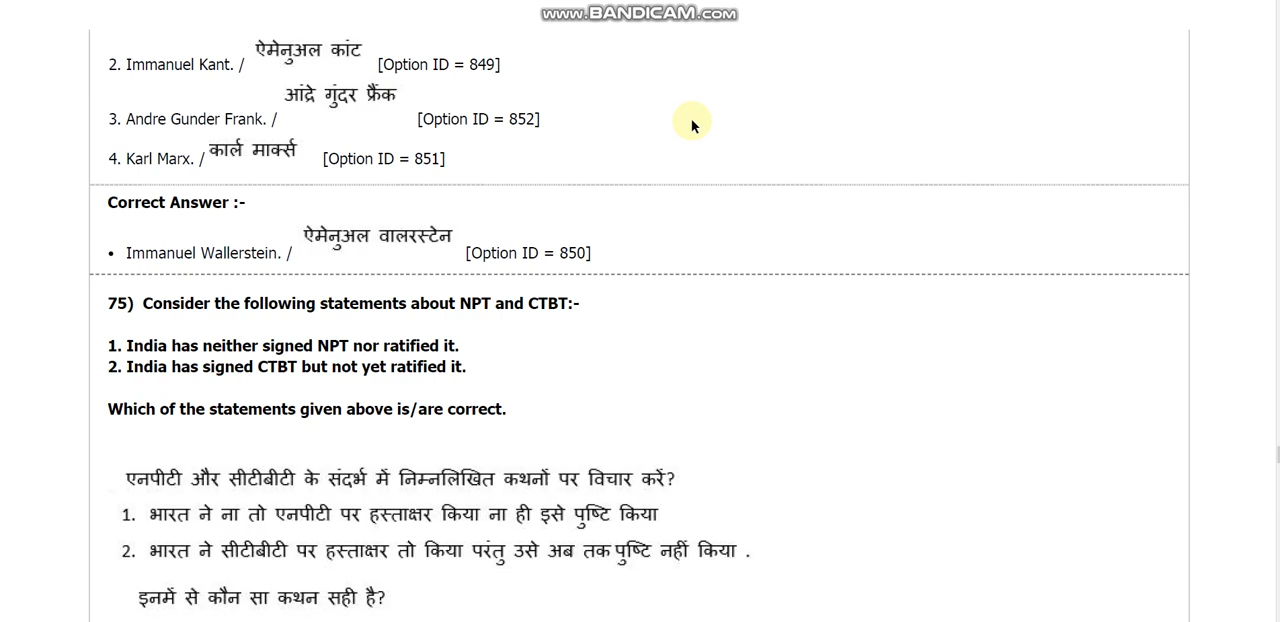 www.BANDICAM.com
2. Immanuel Kant. / ऐमेनुअल कांट [Option ID = 849]
3. Andre Gunder Frank. / आंद्रे गुंदर फ्रैंक [Option ID = 852]
4. Karl Marx. / कार्ल मार्क्स [Option ID = 851]
Correct Answer :-
• Immanuel Wallerstein. / ऐमेनुअल वालरस्टेन [Option ID = 850]
75) Consider the following statements about NPT and CTBT:-
1. India has neither signed NPT nor ratified it.
2. India has signed CTBT but not yet ratified it.
Which of the statements given above is/are correct.
एनपीटी और सीटीबीटी के संदर्भ में निम्नलिखित कथनों पर विचार करें?
1. भारत ने ना तो एनपीटी पर हस्ताक्षर किया ना ही इसे पुष्टि किया
2. भारत ने सीटीबीटी पर हस्ताक्षर तो किया परंतु उसे अब तक पुष्टि नहीं किया .
इनमें से कौन सा कथन सही है?